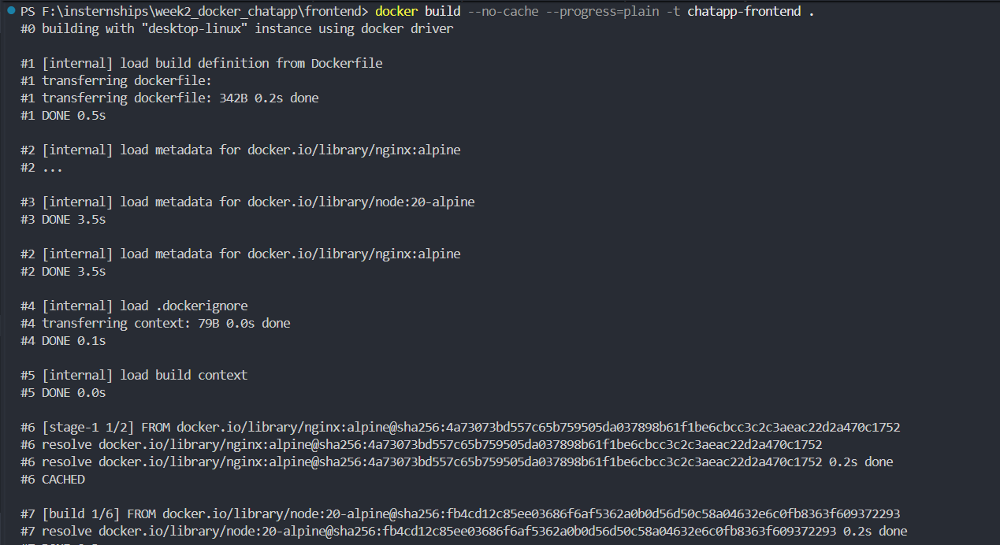 PS F:\insternships\week2_docker_chatapp\frontend> docker build --no-cache --progress=plain -t chatapp-frontend .
#0 building with "desktop-linux" instance using docker driver
#1 [internal] load build definition from Dockerfile
#1 transferring dockerfile:
#1 transferring dockerfile: 342B 0.2s done
#1 DONE 0.5s
#2 [internal] load metadata for docker.io/library/nginx:alpine
#2 ...
#3 [internal] load metadata for docker.io/library/node:20-alpine
#3 DONE 3.5s
#2 [internal] load metadata for docker.io/library/nginx:alpine
#2 DONE 3.5s
#4 [internal] load .dockerignore
#4 transferring context: 79B 0.0s done
#4 DONE 0.1s
#5 [internal] load build context
#5 DONE 0.0s
#6 [stage-1 1/2] FROM docker.io/library/nginx:alpine@sha256:4a73073bd557c65b759505da037898b61f1be6cbcc3c2c3aeac22d2a470c1752
#6 resolve docker.io/library/nginx:alpine@sha256:4a73073bd557c65b759505da037898b61f1be6cbcc3c2c3aeac22d2a470c1752
#6 resolve docker.io/library/nginx:alpine@sha256:4a73073bd557c65b759505da037898b61f1be6cbcc3c2c3aeac22d2a470c1752 0.2s done
#6 CACHED
#7 [build 1/6] FROM docker.io/library/node:20-alpine@sha256:fb4cd12c85ee03686f6af5362a0b0d56d50c58a04632e6c0fb8363f609372293
#7 resolve docker.io/library/node:20-alpine@sha256:fb4cd12c85ee03686f6af5362a0b0d56d50c58a04632e6c0fb8363f609372293 0.2s done